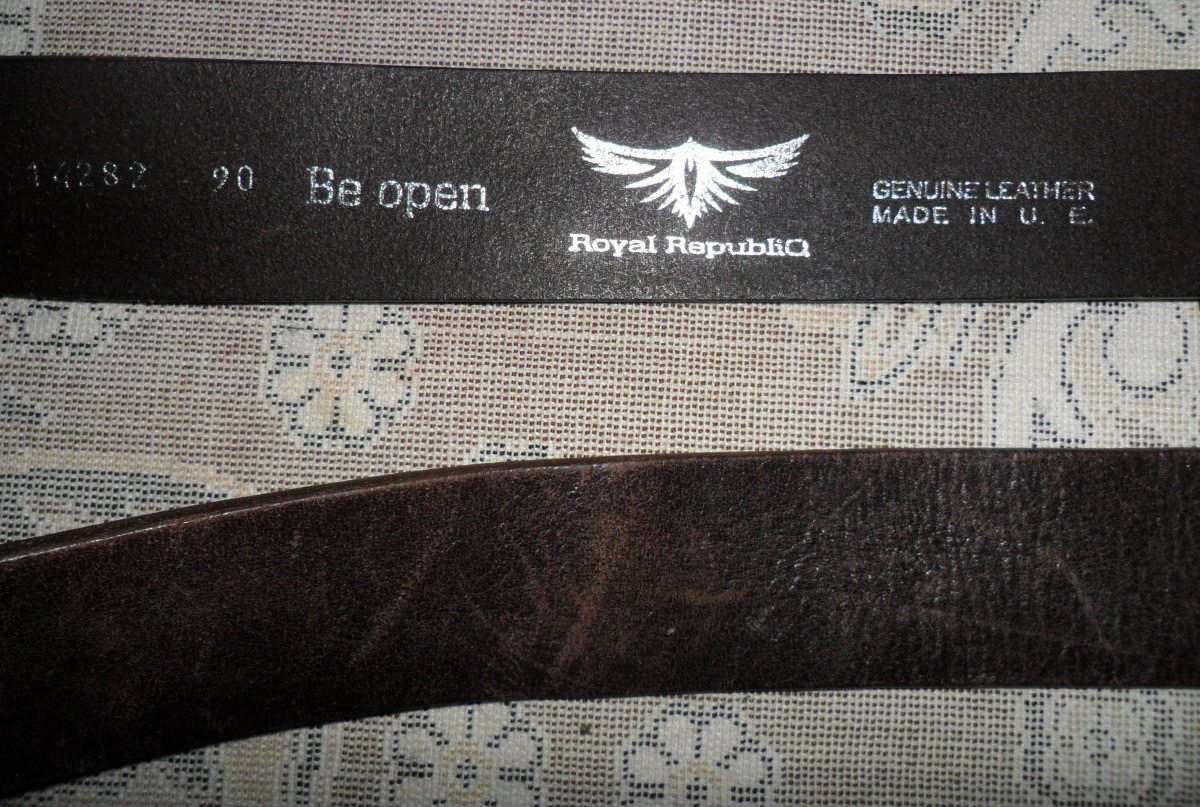 14282 90 Be open
Royal RepubliQ
GENUINE LEATHER
MADE IN U. E.